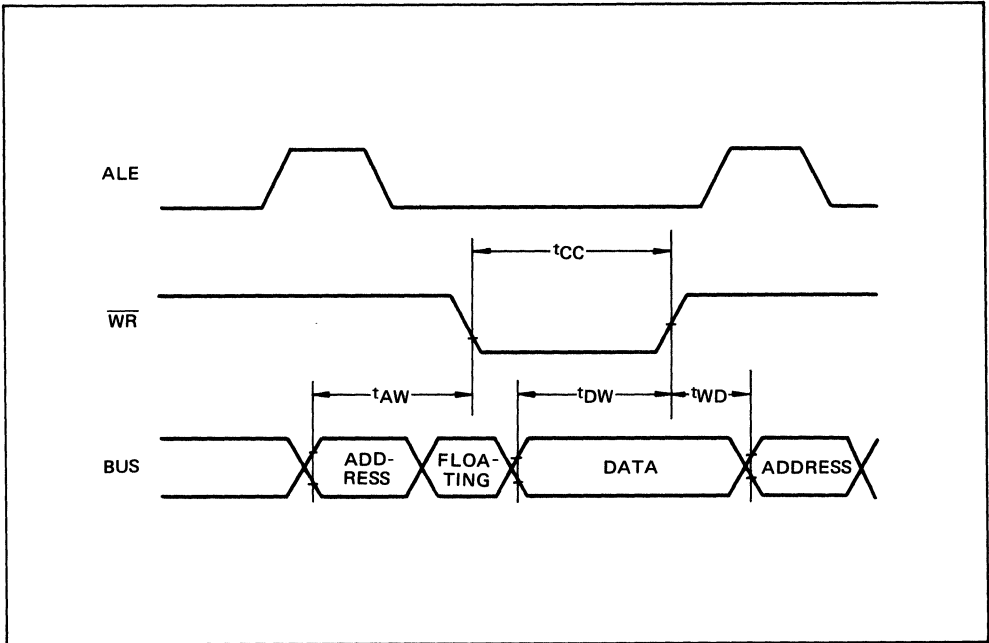 ALE
tCC
WR
tAW
tDW
tWD
BUS
ADD-
RESS
FLOA-
TING
DATA
ADDRESS